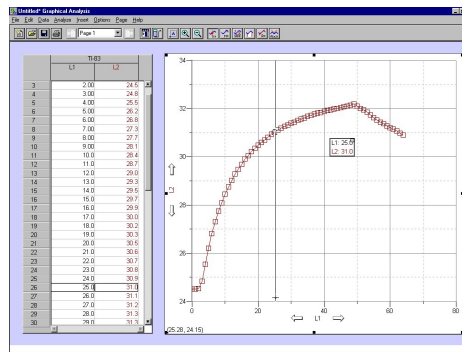 Untitled* Graphical Analysis
File Edit Data Analyze Insert Options Page Help
Page 1
TI-83
L1 L2
3 2.00 24.5
4 3.00 24.8
5 4.00 25.5
6 5.00 26.2
7 6.00 26.8
8 7.00 27.3
9 8.00 27.7
10 9.00 28.1
11 10.0 28.4
12 11.0 28.7
13 12.0 29.0
14 13.0 29.3
15 14.0 29.5
16 15.0 29.7
17 16.0 29.9
18 17.0 30.0
19 18.0 30.2
20 19.0 30.3
21 20.0 30.5
22 21.0 30.6
23 22.0 30.7
24 23.0 30.8
25 24.0 30.9
26 25.0 31.0
27 26.0 31.1
28 27.0 31.2
29 28.0 31.3
30 29.0 31.3
34
32
30
28
26
24
L2
L1: 25.0
L2: 31.0
0 20 40 60 80
L1
(25.28, 24.15)